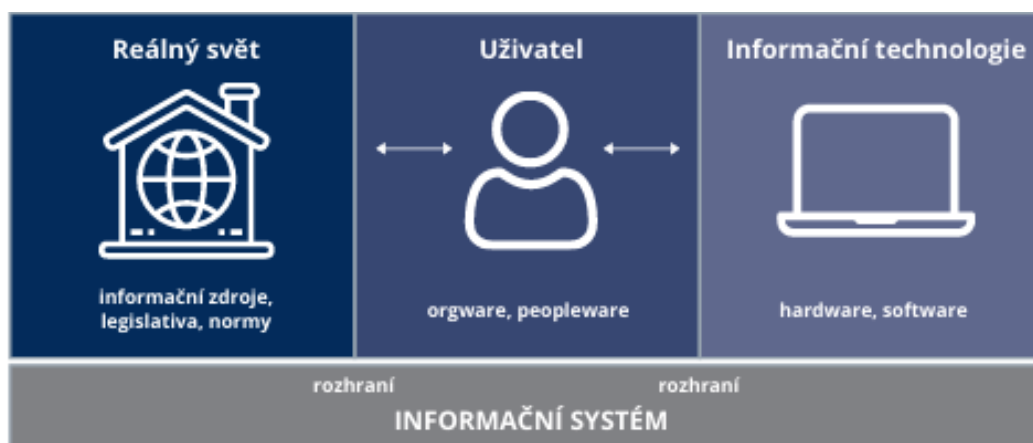 Reálný svět
Uživatel
Informační technologie
informační zdroje,
legislativa, normy
orgware, peopleware
hardware, software
rozhraní
rozhraní
INFORMAČNÍ SYSTÉM